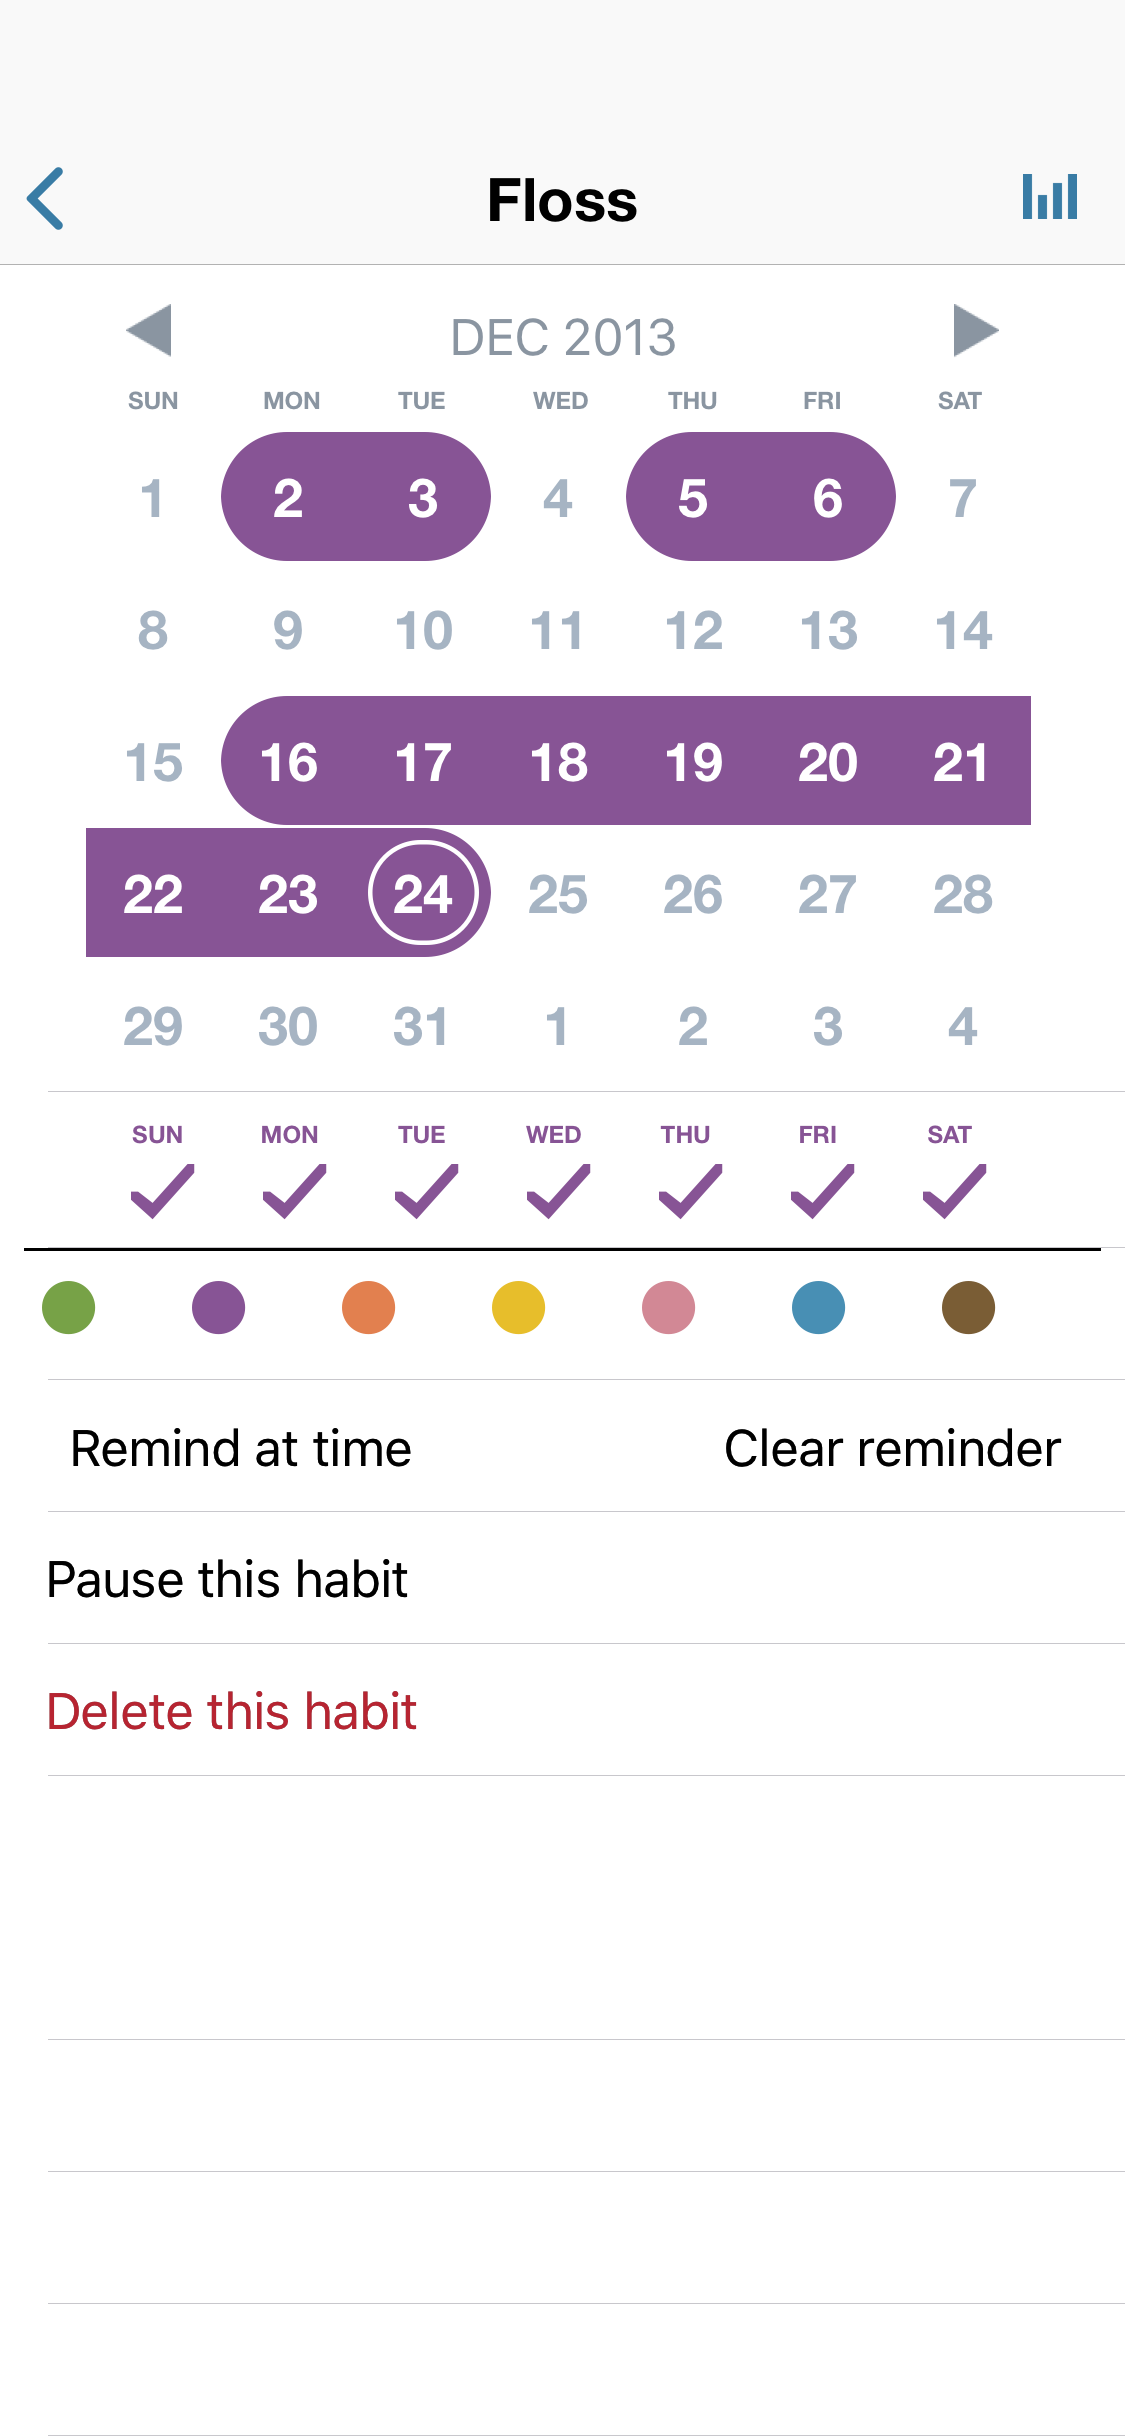 Floss
DEC 2013
SUN MON TUE WED THU FRI SAT
1 2 3 4 5 6 7
8 9 10 11 12 13 14
15 16 17 18 19 20 21
22 23 24 25 26 27 28
29 30 31 1 2 3 4
SUN MON TUE WED THU FRI SAT
Remind at time Clear reminder
Pause this habit
Delete this habit